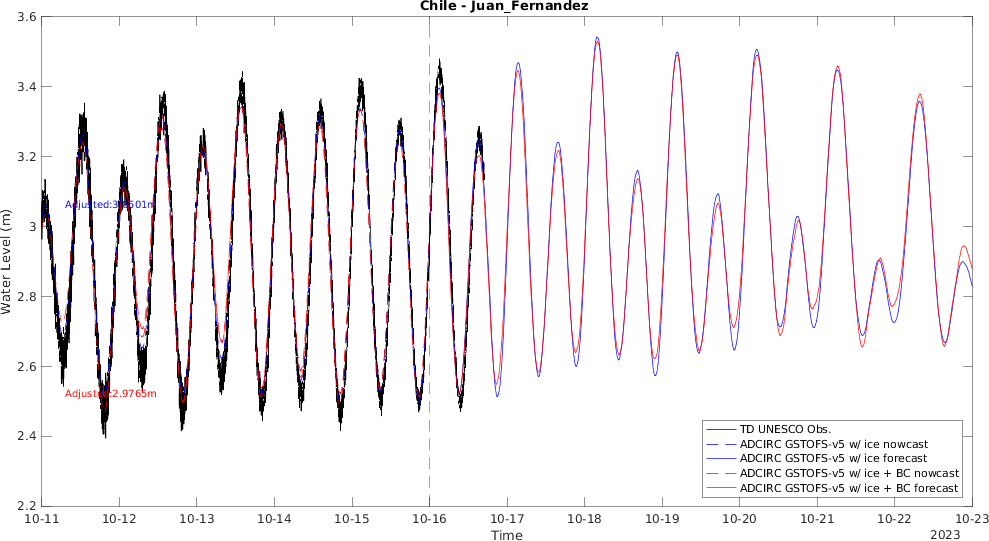 Chile - Juan_Fernandez
3.6
3.4
3.2
3
2.8
2.6
2.4
2.2
Water Level (m)
Adjusted:2.9765m
TD UNESCO Obs.
ADCIRC GSTOFS-v5 w/ ice nowcast
ADCIRC GSTOFS-v5 w/ ice forecast
ADCIRC GSTOFS-v5 w/ ice + BC nowcast
ADCIRC GSTOFS-v5 w/ ice + BC forecast
10-11 10-12 10-13 10-14 10-15 10-16 10-17 10-18 10-19 10-20 10-21 10-22 10-23
Time
2023